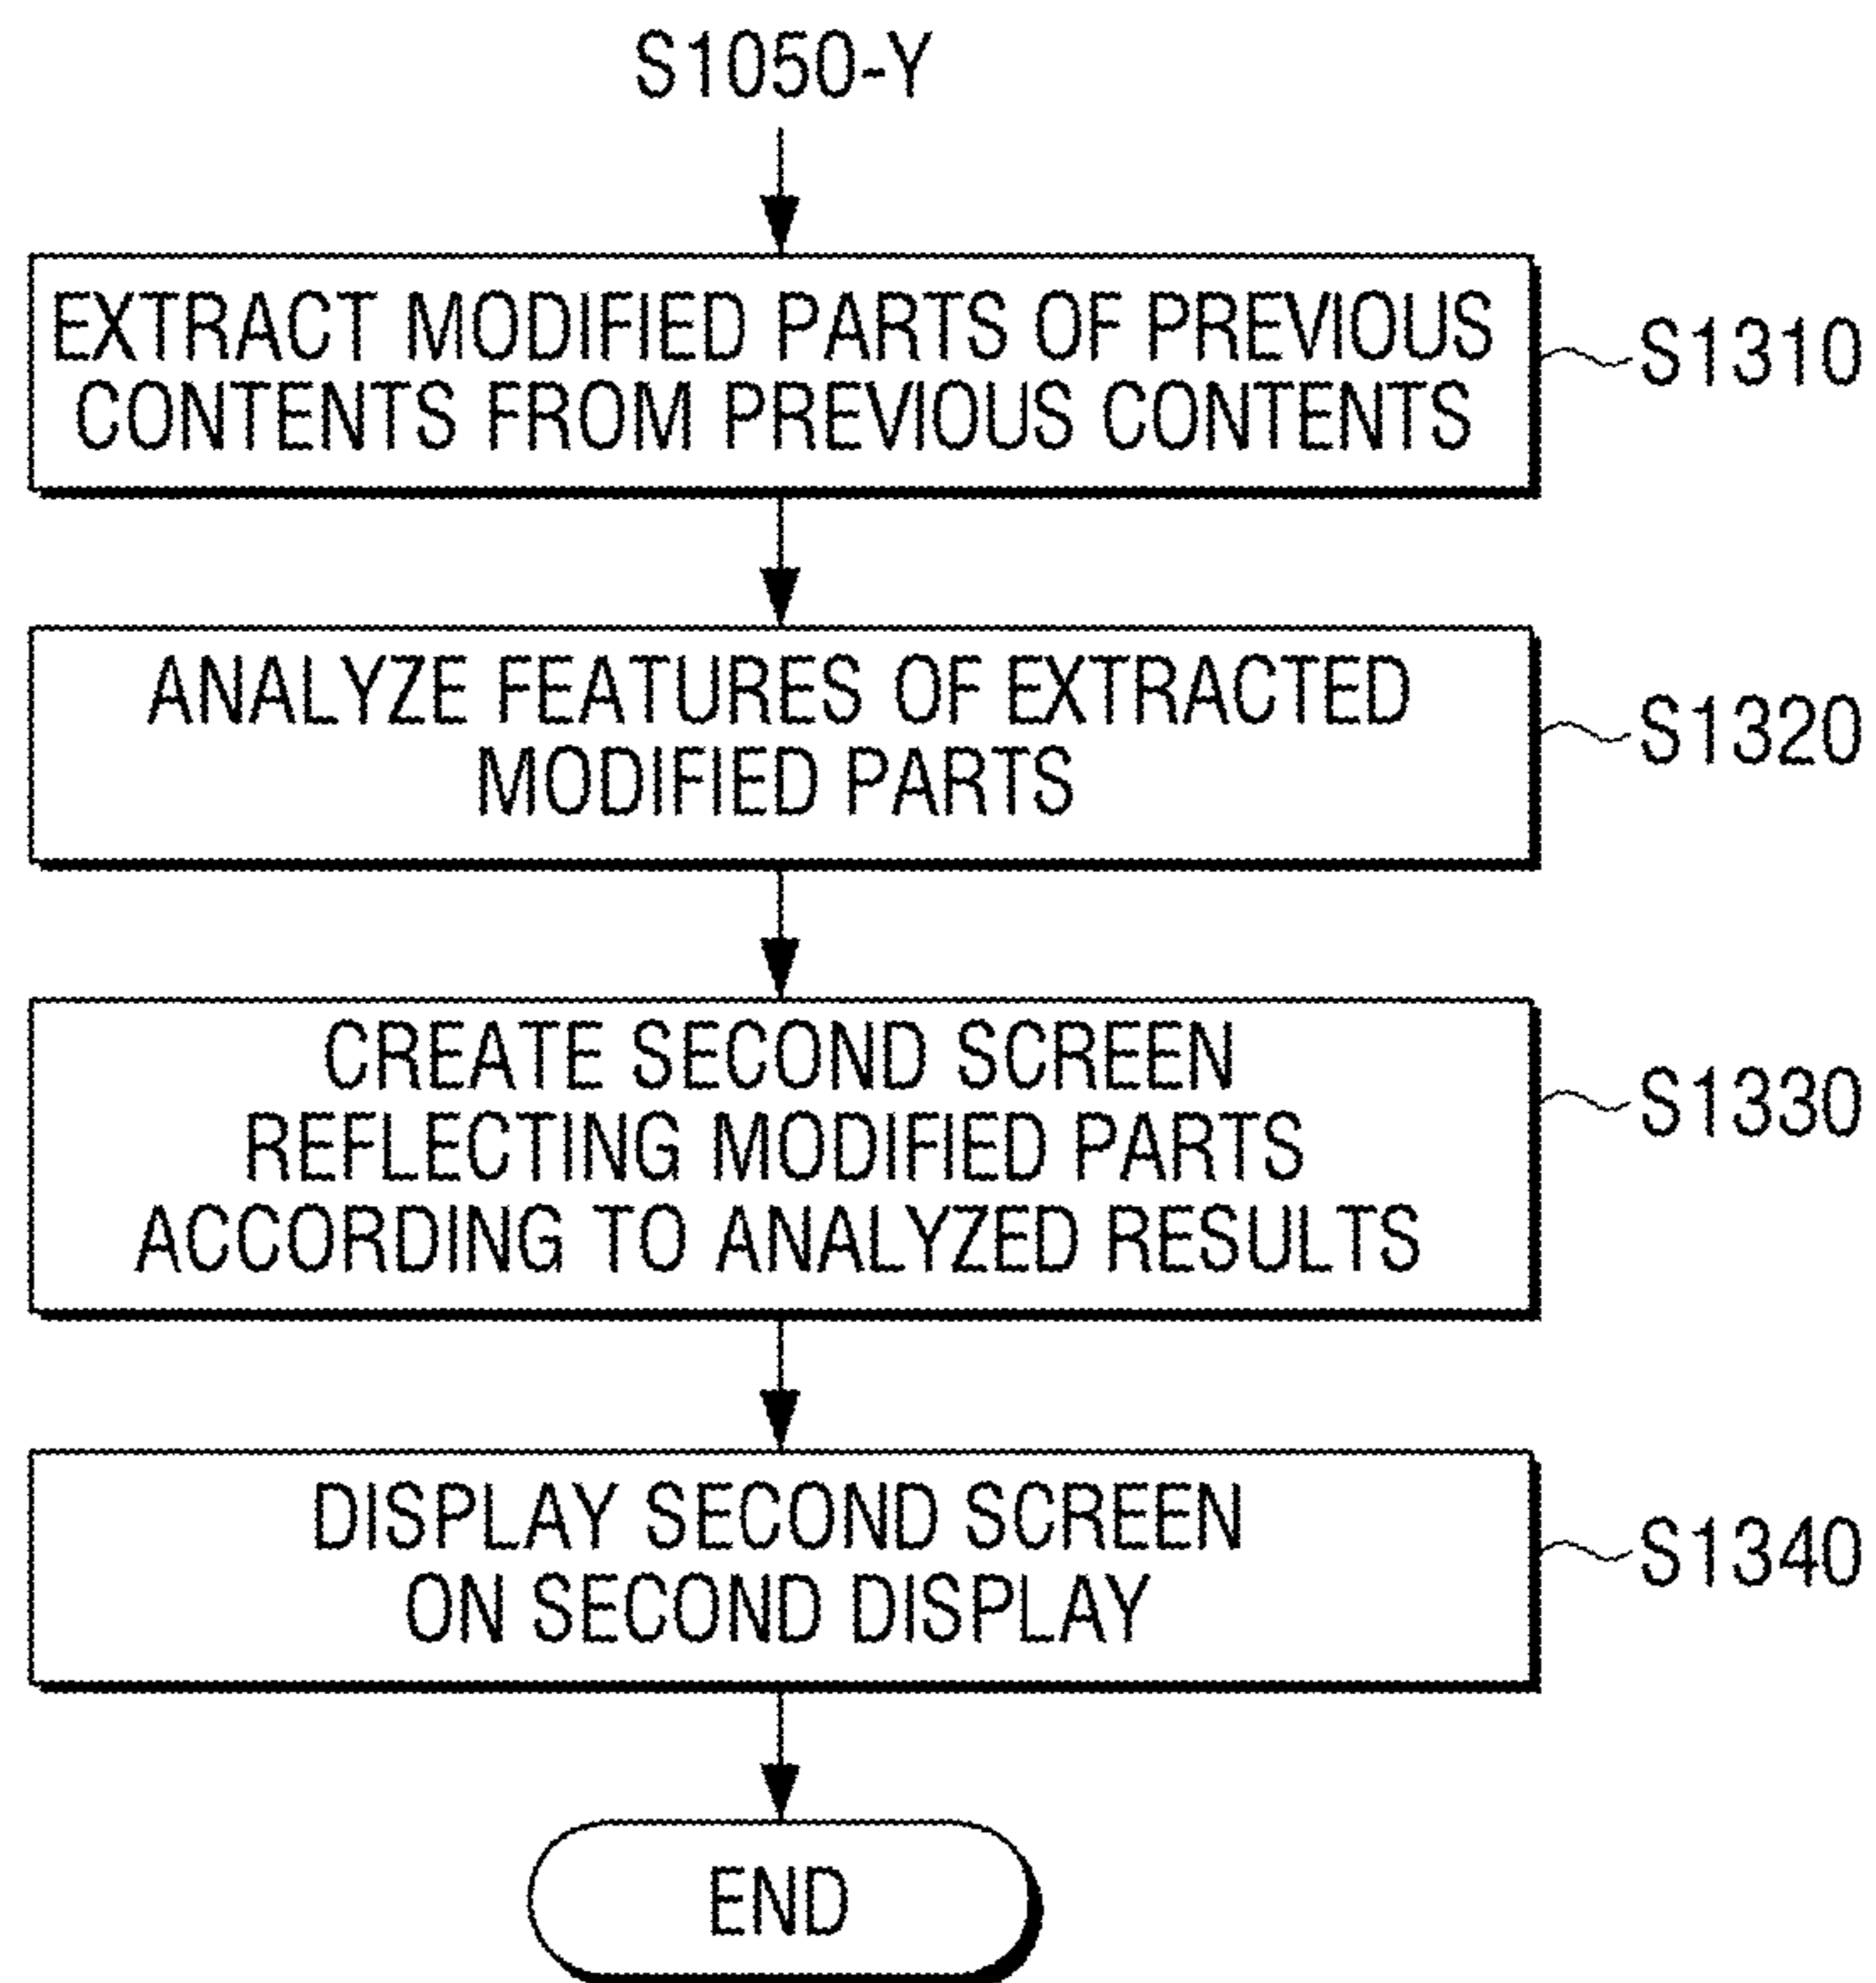 S1050-Y
EXTRACT MODIFIED PARTS OF PREVIOUS
CONTENTS FROM PREVIOUS CONTENTS
S1310
ANALYZE FEATURES OF EXTRACTED
MODIFIED PARTS
S1320
CREATE SECOND SCREEN
REFLECTING MODIFIED PARTS
ACCORDING TO ANALYZED RESULTS
S1330
DISPLAY SECOND SCREEN
ON SECOND DISPLAY
S1340
END